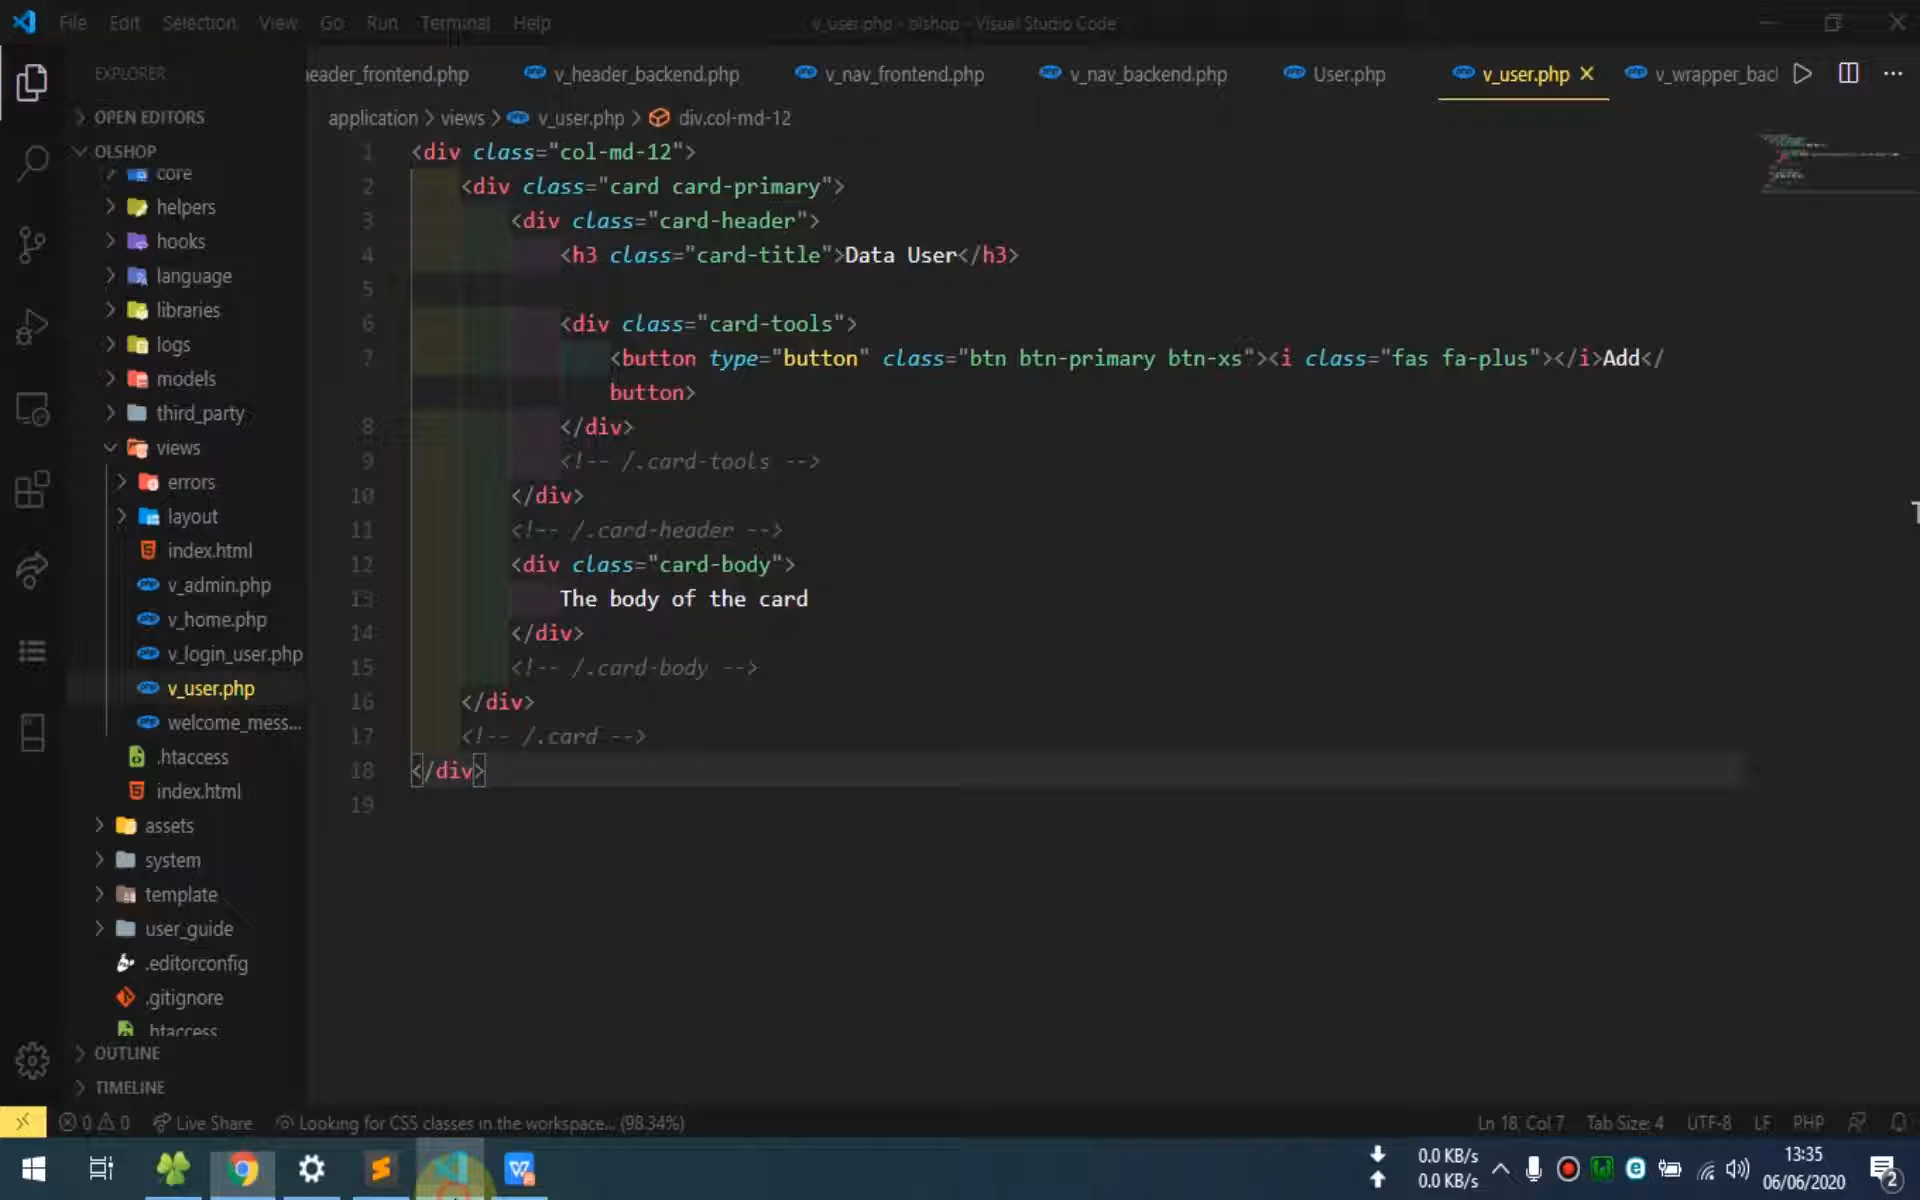 File Edit Selection View Go Run Terminal Help
v_user.php - olshop - Visual Studio Code
EXPLORER
eader_frontend.php v_header_backend.php v_nav_frontend.php v_nav_backend.php User.php v_user.php v_wrapper_bacl
OPEN EDITORS
application > views > v_user.php > div.col-md-12
OLSHOP
core
helpers
hooks
language
libraries
logs
models
third_party
views
errors
layout
index.html
v_admin.php
v_home.php
v_login_user.php
v_user.php
welcome_mess...
.htaccess
index.html
assets
system
template
user_guide
.editorconfig
.gitignore
.htaccess
OUTLINE
TIMELINE
1 <div class="col-md-12">
2 <div class="card card-primary">
3 <div class="card-header">
4 <h3 class="card-title">Data User</h3>
5
6 <div class="card-tools">
7 <button type="button" class="btn btn-primary btn-xs"><i class="fas fa-plus"></i>Add</
button>
8 </div>
9 <!-- /.card-tools -->
10 </div>
11 <!-- /.card-header -->
12 <div class="card-body">
13 The body of the card
14 </div>
15 <!-- /.card-body -->
16 </div>
17 <!-- /.card -->
18 </div>
19
0 0 Live Share Looking for CSS classes in the workspace... (98.34%)
Ln 18, Col 7 Tab Size: 4 UTF-8 LF PHP
0.0 KB/s
0.0 KB/s
13:35
06/06/2020
2